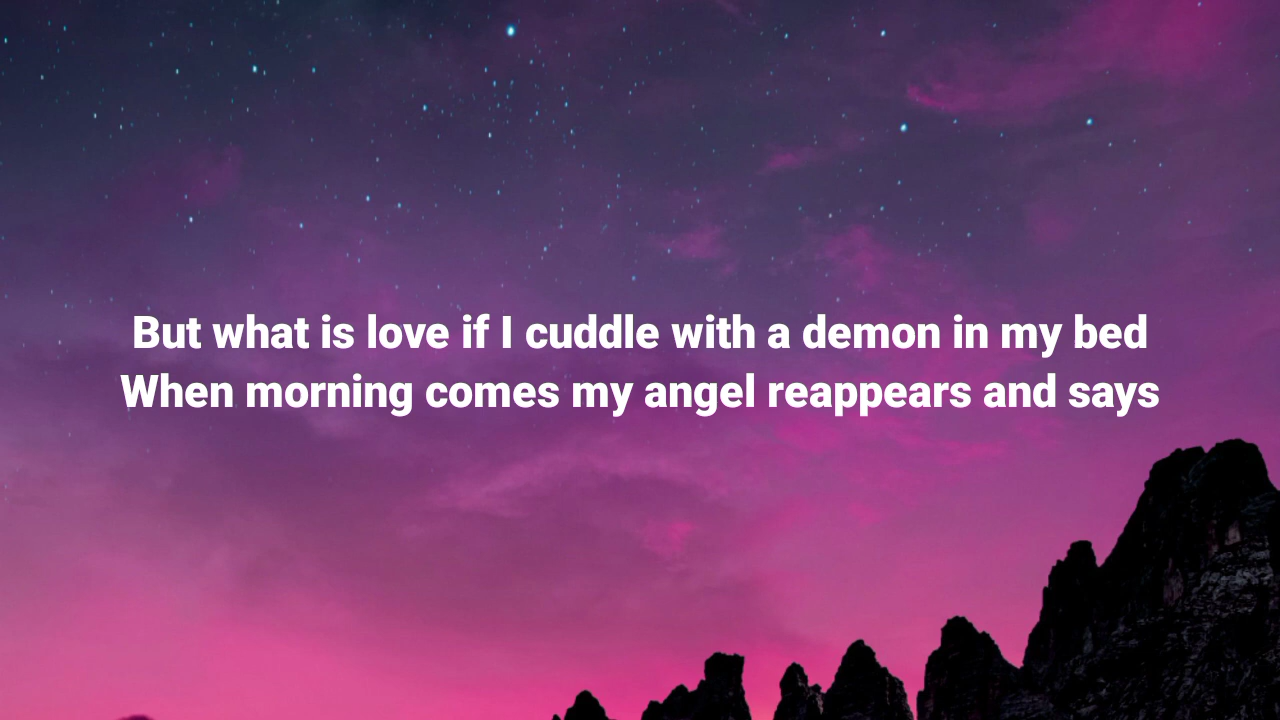 But what is love if I cuddle with a demon in my bed
When morning comes my angel reappears and says